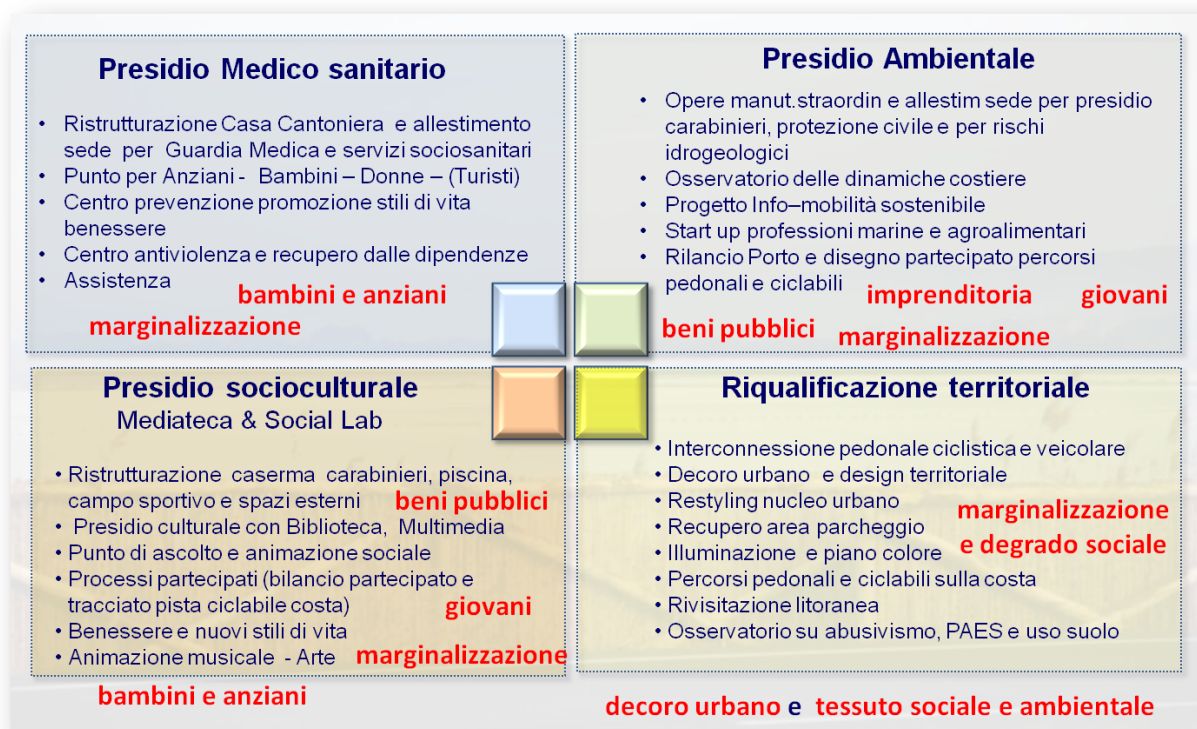 Presidio Medico sanitario
• Ristrutturazione Casa Cantoniera e allestimento
sede per Guardia Medica e servizi sociosanitari
• Punto per Anziani - Bambini – Donne – (Turisti)
• Centro prevenzione promozione stili di vita
benessere
• Centro antiviolenza e recupero dalle dipendenze
• Assistenza
bambini e anziani
marginalizzazione
Presidio Ambientale
• Opere manut.straordin e allestim sede per presidio
carabinieri, protezione civile e per rischi
idrogeologici
• Osservatorio delle dinamiche costiere
• Progetto Info–mobilità sostenibile
• Start up professioni marine e agroalimentari
• Rilancio Porto e disegno partecipato percorsi
pedonali e ciclabili
imprenditoria giovani
beni pubblici marginalizzazione
Presidio socioculturale
Mediateca & Social Lab
• Ristrutturazione caserma carabinieri, piscina,
campo sportivo e spazi esterni beni pubblici
• Presidio culturale con Biblioteca, Multimedia
• Punto di ascolto e animazione sociale
• Processi partecipati (bilancio partecipato e
tracciato pista ciclabile costa) giovani
• Benessere e nuovi stili di vita
• Animazione musicale - Arte marginalizzazione
bambini e anziani
Riqualificazione territoriale
• Interconnessione pedonale ciclistica e veicolare
• Decoro urbano e design territoriale
• Restyling nucleo urbano
• Recupero area parcheggio
• Illuminazione e piano colore
marginalizzazione
e degrado sociale
• Percorsi pedonali e ciclabili sulla costa
• Rivisitazione litoranea
• Osservatorio su abusivismo, PAES e uso suolo
decoro urbano e tessuto sociale e ambientale